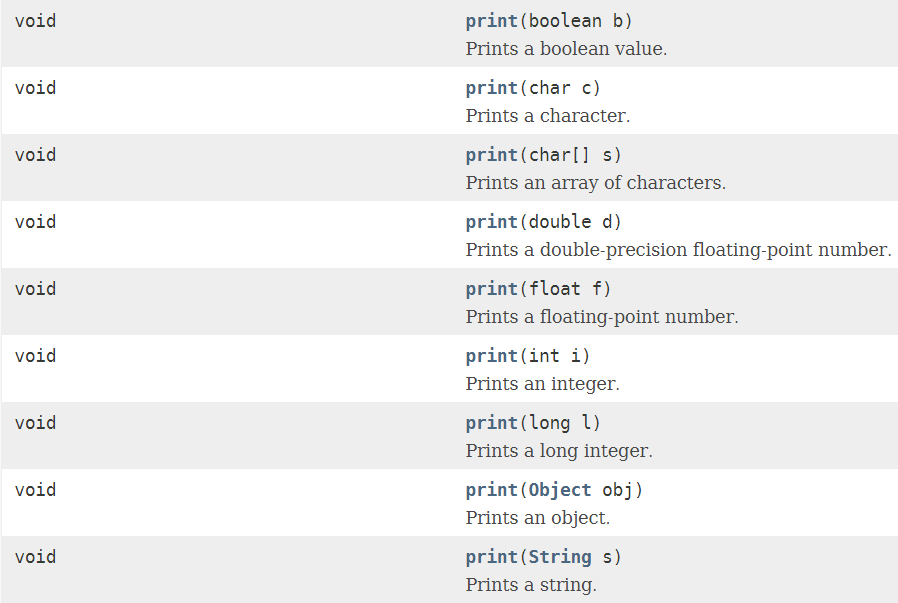 void print(boolean b)
Prints a boolean value.
void print(char c)
Prints a character.
void print(char[] s)
Prints an array of characters.
void print(double d)
Prints a double-precision floating-point number.
void print(float f)
Prints a floating-point number.
void print(int i)
Prints an integer.
void print(long l)
Prints a long integer.
void print(Object obj)
Prints an object.
void print(String s)
Prints a string.